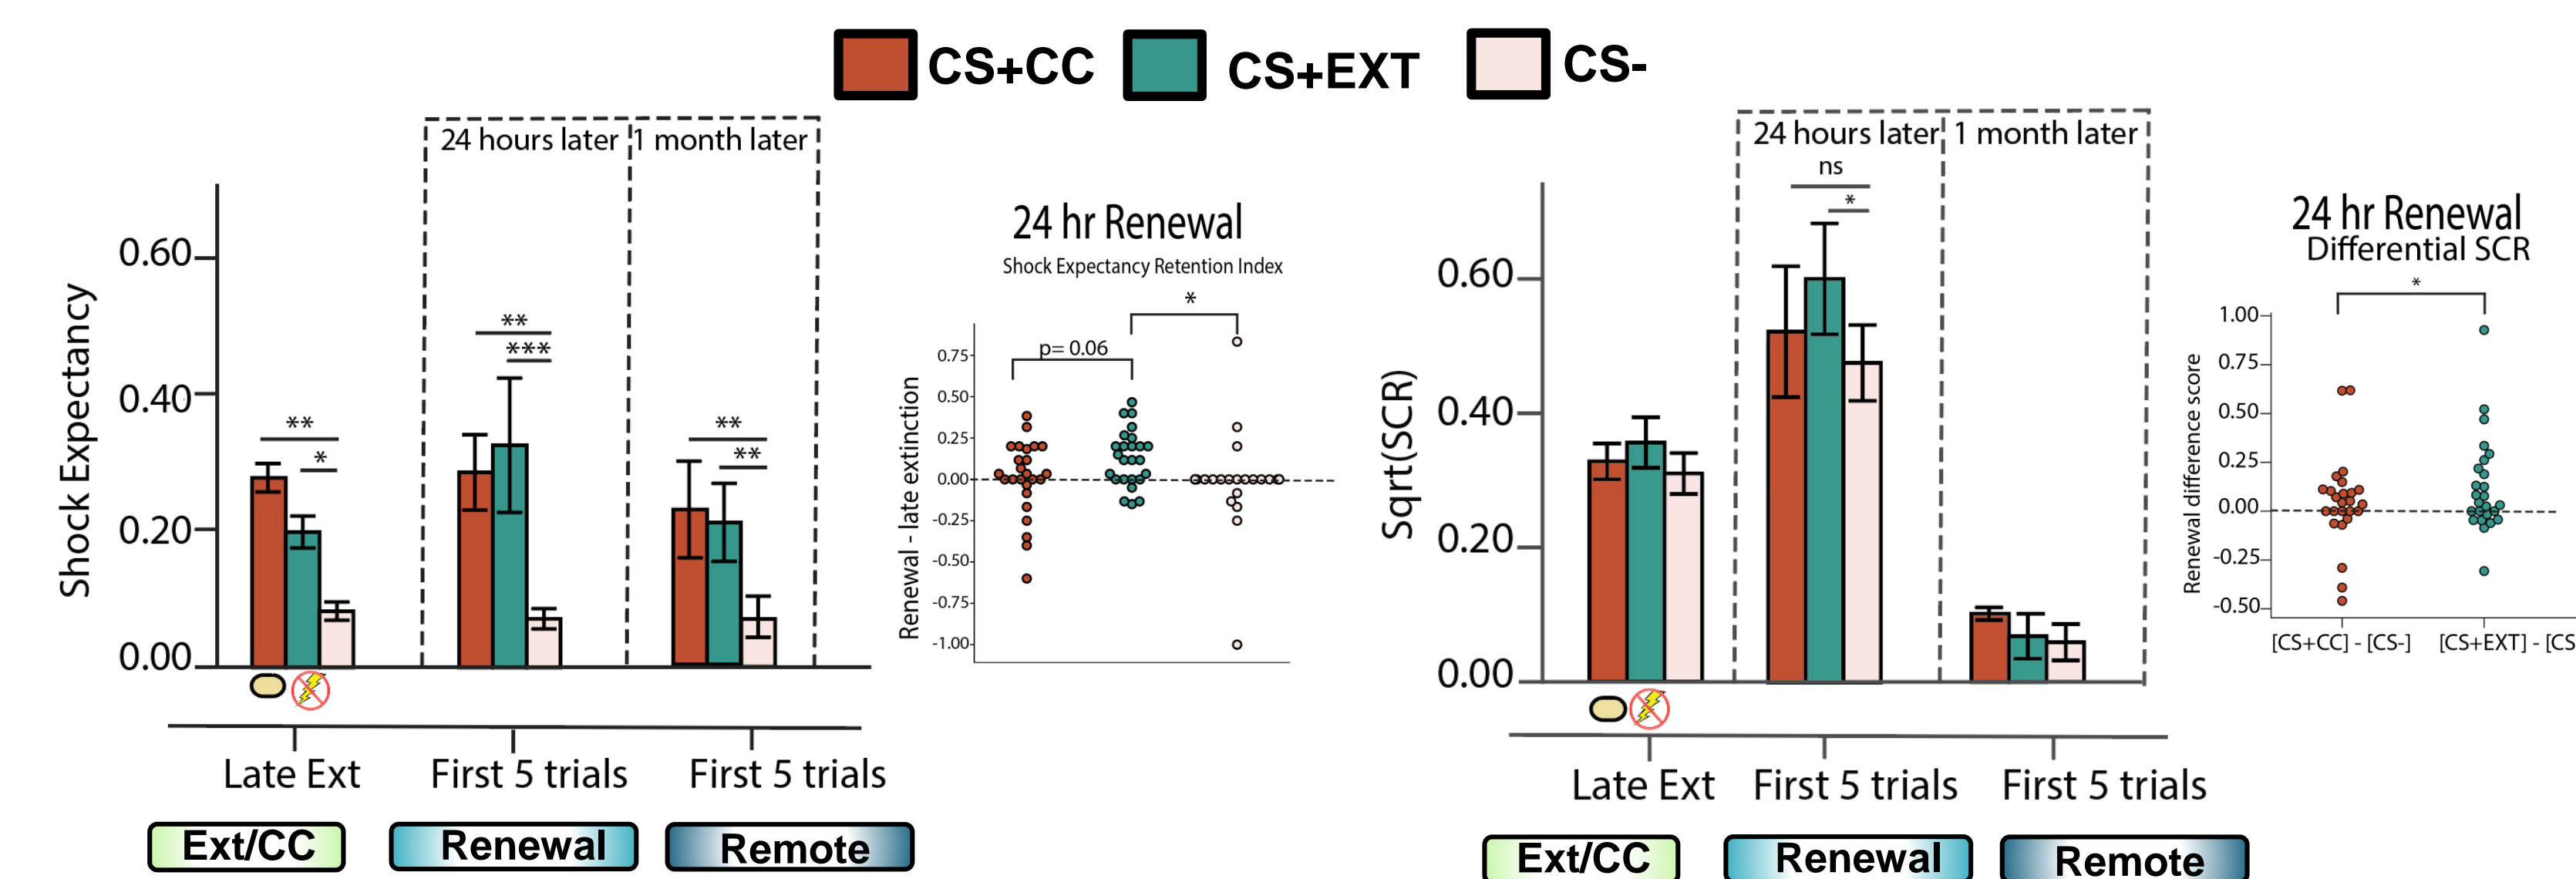 CS+CC
CS+EXT
CS-
24 hours later
1 month later
Shock Expectancy
0.60
0.40
0.20
0.00
**
*
**
***
**
**
Late Ext
First 5 trials
First 5 trials
Ext/CC
Renewal
Remote
24 hr Renewal
Shock Expectancy Retention Index
*
p= 0.06
Renewal - late extinction
0.75
0.50
0.25
0.00
-0.25
-0.50
-0.75
-1.00
24 hours later
1 month later
ns
*
Sqrt(SCR)
0.60
0.40
0.20
0.00
Late Ext
First 5 trials
First 5 trials
Ext/CC
Renewal
Remote
24 hr Renewal
Differential SCR
*
Renewal difference score
1.00
0.75
0.50
0.25
0.00
-0.25
-0.50
[CS+CC] - [CS-]
[CS+EXT] - [CS